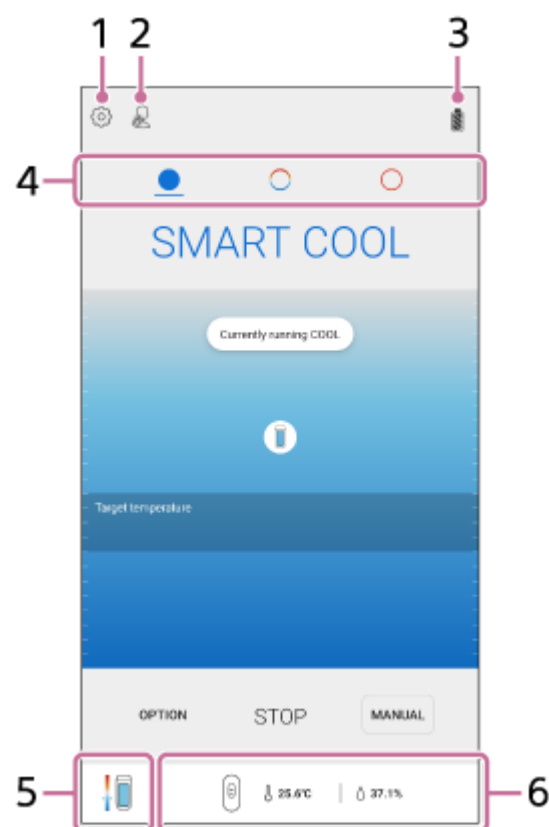 1 2 3
4
SMART COOL
Currently running COOL
Target temperature
OPTION STOP MANUAL
5 25.6°C 37.1% 6